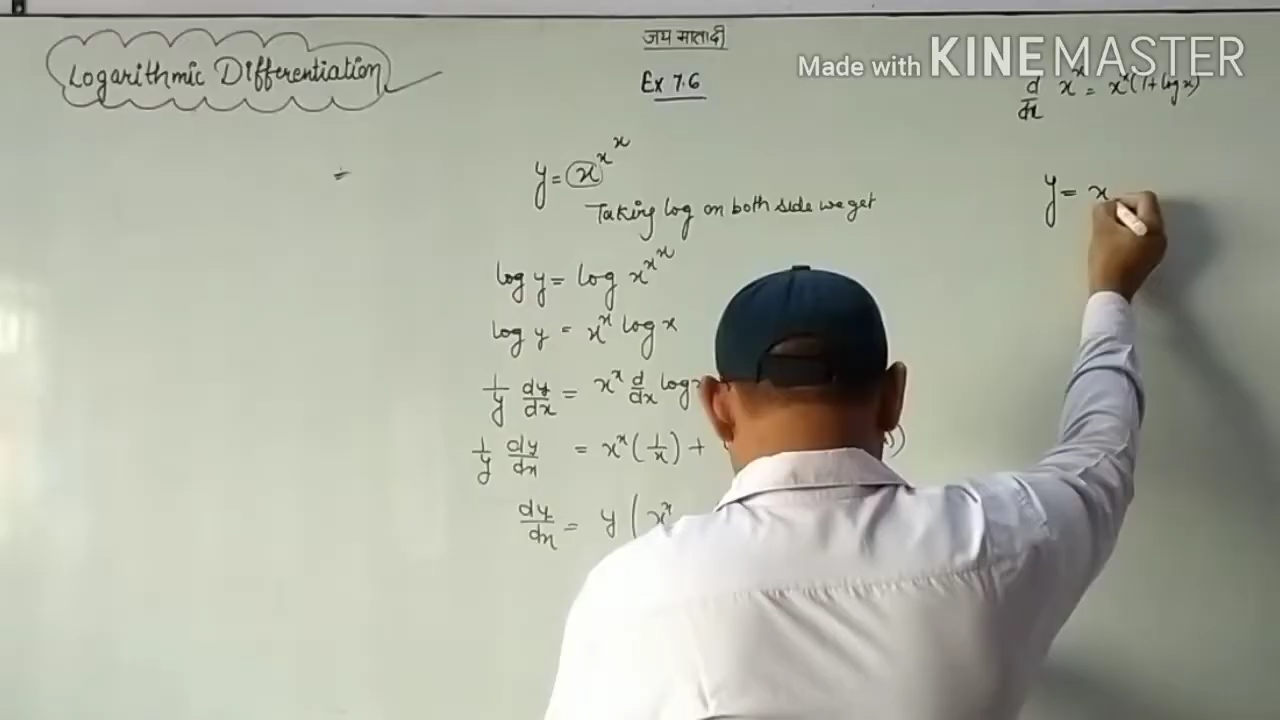 जय मातादी
Made with KINEMASTER
Logarithmic Differentiation
Ex 7.6
d/dx x^x = x^x (1+log x)
y = x^x^x
Taking log on both side we get
y = x
log y = log x^x^x
log y = x^x log x
1/y dy/dx = x^x d/dx log
1/y dy/dx = x^x (1/x) +
dy/dx = y (x^x